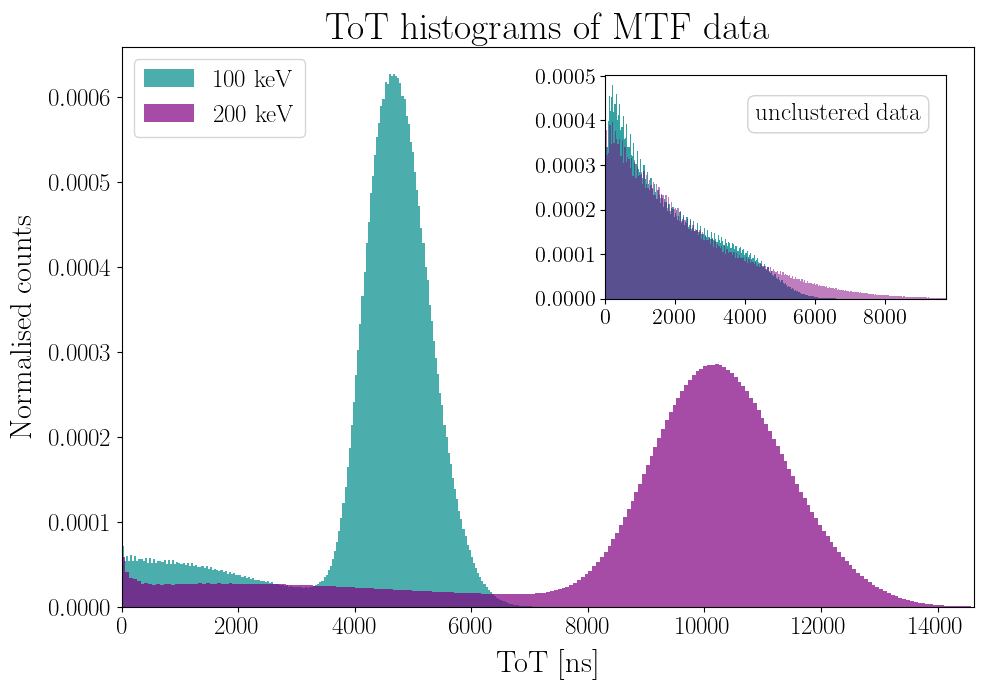 ToT histograms of MTF data
100 keV
200 keV
unclustered data
0.0005
0.0004
0.0003
0.0002
0.0001
0.0000
0 2000 4000 6000 8000
Normalised counts
0.0006
0.0005
0.0004
0.0003
0.0002
0.0001
0.0000
0 2000 4000 6000 8000 10000 12000 14000
ToT [ns]